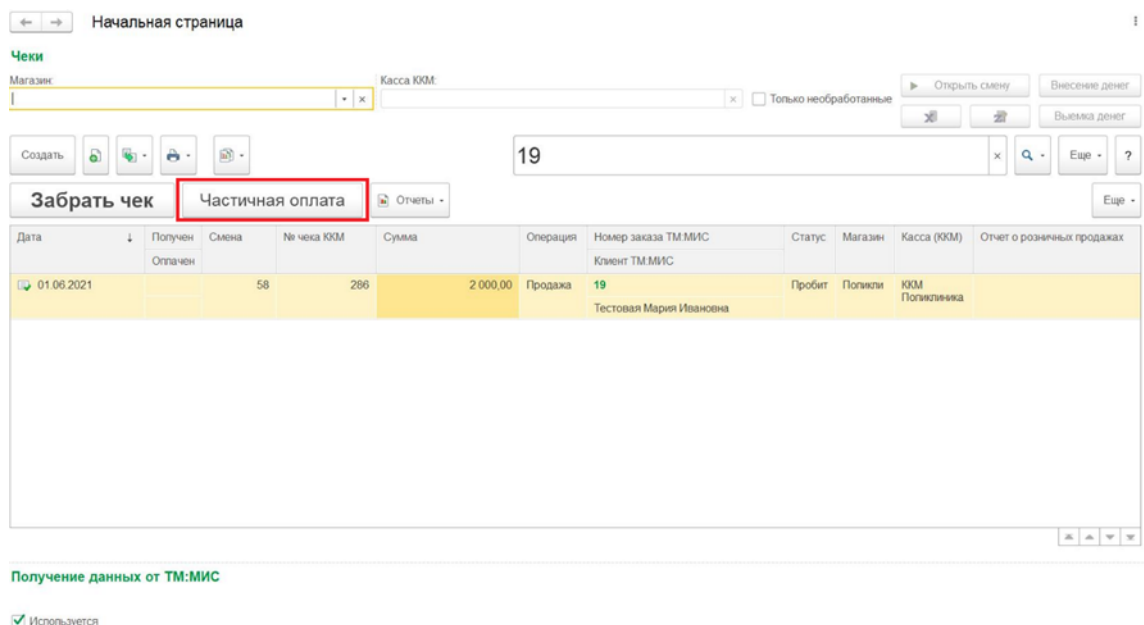 Начальная страница
Чеки
Магазин: Касса ККМ:
Только необработанные Открыть смену Внесение денег
Выемка денег
Создать 19 Еще ?
Забрать чек Частичная оплата Отчеты Еще
Дата Получен Смена № чека ККМ Сумма Операция Номер заказа ТМ:МИС Статус Магазин Касса (ККМ) Отчет о розничных продажах
Оплачен Клиент ТМ:МИС
01.06.2021 58 286 2 000,00 Продажа 19 Пробит Поликли ККМ
Тестовая Мария Ивановна Поликлиника
Получение данных от ТМ:МИС
Используется